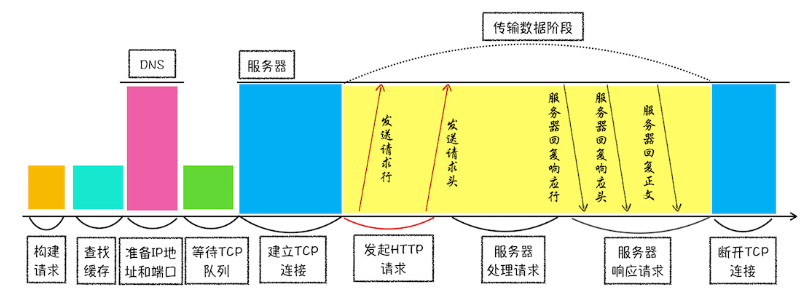 传输数据阶段
DNS
服务器
发送请求行
发送请求头
服务器回复响应行
服务器回复响应头
服务器回复正文
构建
请求
查找
缓存
准备IP地
址和端口
等待TCP
队列
建立TCP
连接
发起HTTP
请求
服务器
处理请求
服务器
响应请求
断开TCP
连接